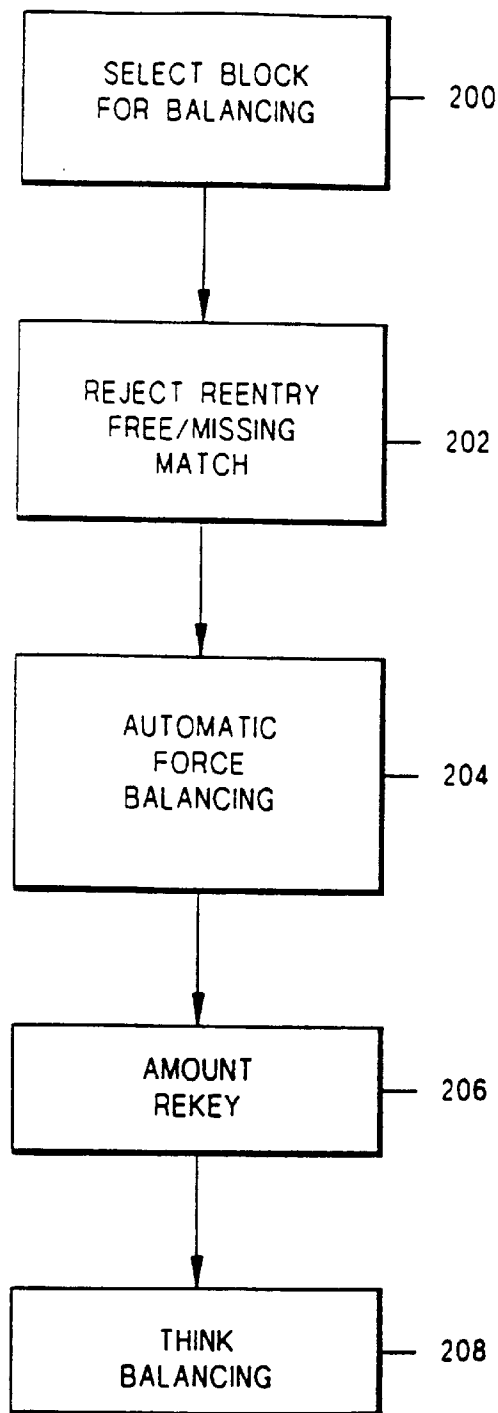 SELECT BLOCK
FOR BALANCING
200
REJECT REENTRY
FREE/MISSING
MATCH
202
AUTOMATIC
FORCE
BALANCING
204
AMOUNT
REKEY
206
THINK
BALANCING
208